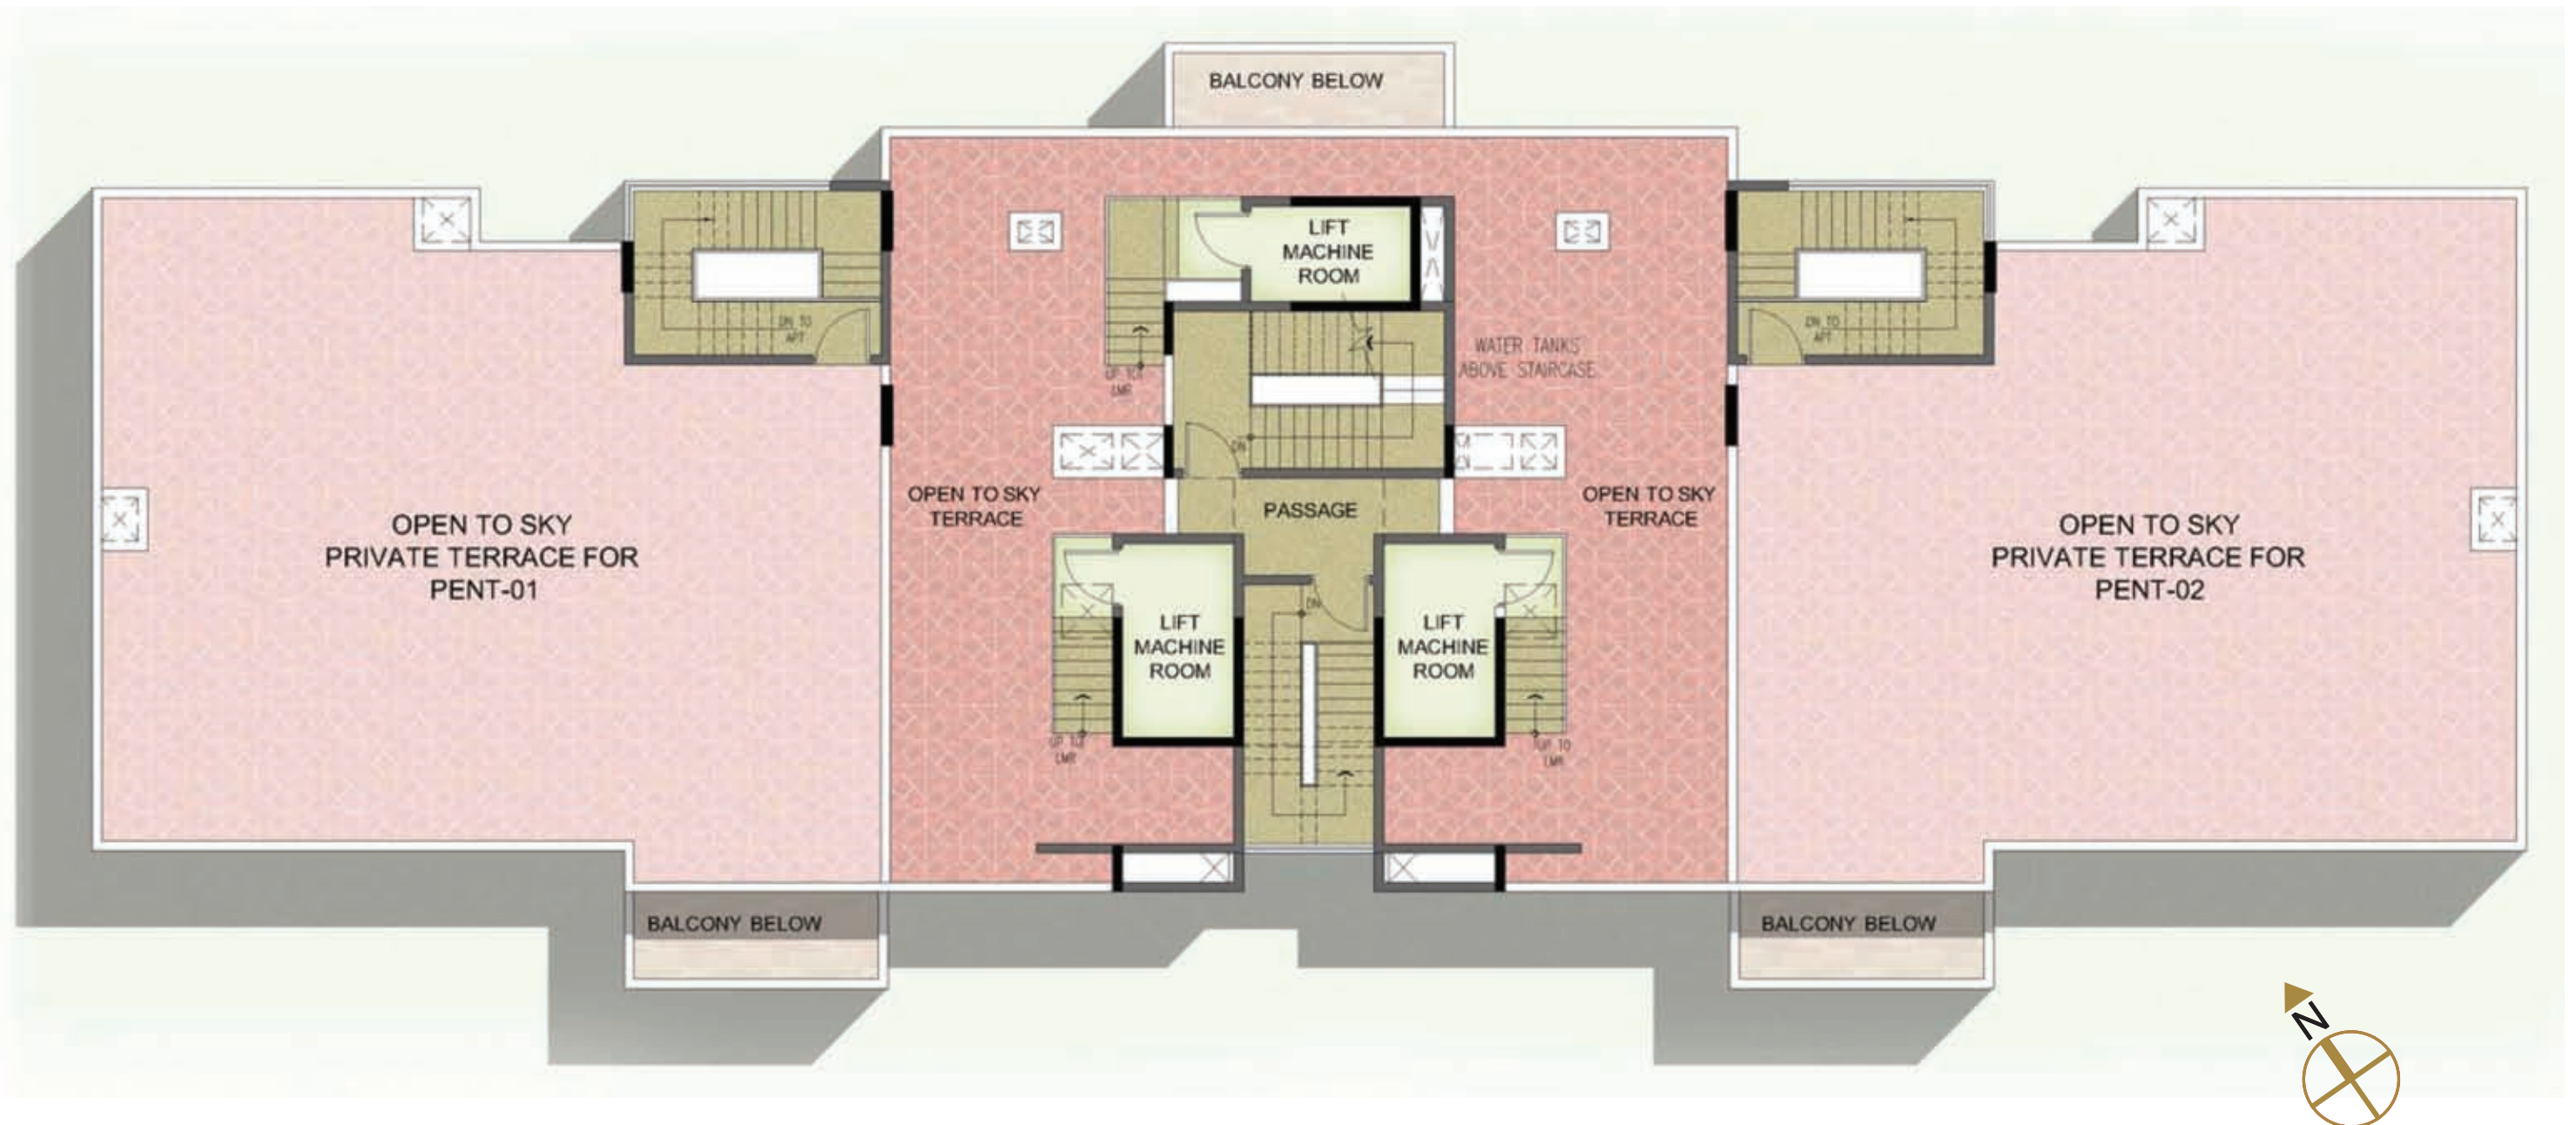 BALCONY BELOW
LIFT
MACHINE
ROOM
DN TO
APT
DN TO
APT
WATER TANKS
ABOVE STAIRCASE
UP TO
LMR
DN
OPEN TO SKY
TERRACE
PASSAGE
OPEN TO SKY
TERRACE
OPEN TO SKY
PRIVATE TERRACE FOR
PENT-01
OPEN TO SKY
PRIVATE TERRACE FOR
PENT-02
DN
LIFT
MACHINE
ROOM
LIFT
MACHINE
ROOM
UP TO
LMR
UP TO
LMR
BALCONY BELOW
BALCONY BELOW
N